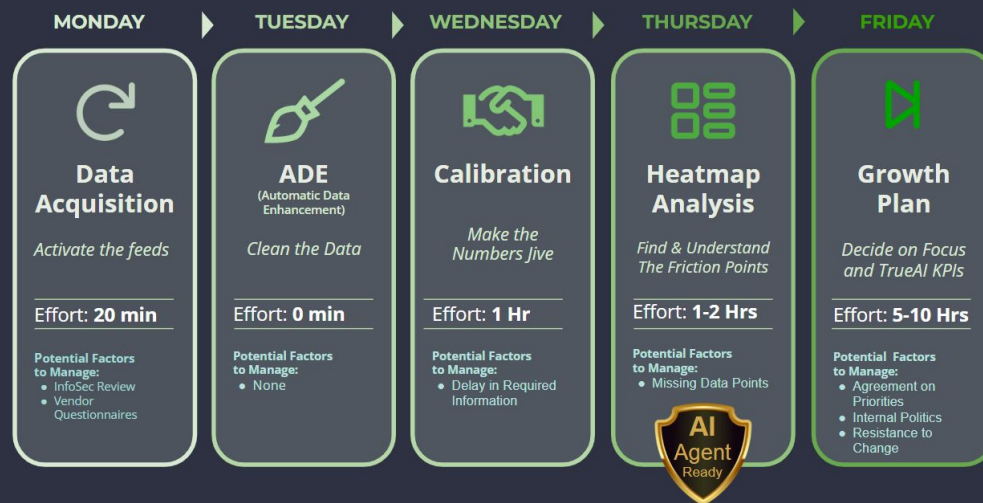 MONDAY
TUESDAY
WEDNESDAY
THURSDAY
FRIDAY
Data
Acquisition
Activate the feeds
Effort: 20 min
Potential Factors
to Manage:
● InfoSec Review
● Vendor
Questionnaires
ADE
(Automatic Data
Enhancement)
Clean the Data
Effort: 0 min
Potential Factors
to Manage:
● None
Calibration
Make the
Numbers Jive
Effort: 1 Hr
Potential Factors
to Manage:
● Delay in Required
Information
Heatmap
Analysis
Find & Understand
The Friction Points
Effort: 1-2 Hrs
Potential Factors
to Manage:
● Missing Data Points
AI
Agent
Ready
Growth
Plan
Decide on Focus
and TrueAI KPIs
Effort: 5-10 Hrs
Potential Factors
to Manage:
● Agreement on
Priorities
● Internal Politics
● Resistance to
Change